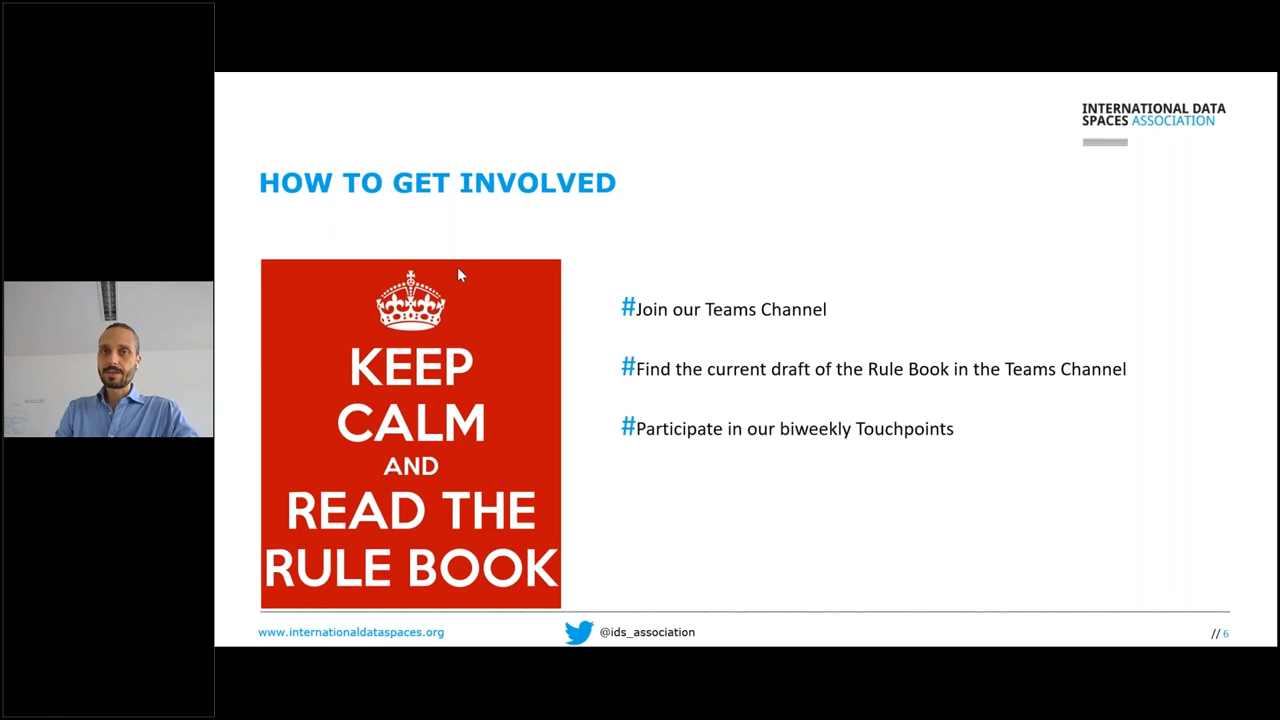 INTERNATIONAL DATA
SPACES ASSOCIATION
HOW TO GET INVOLVED
KEEP
CALM
AND
READ THE
RULE BOOK
#Join our Teams Channel
#Find the current draft of the Rule Book in the Teams Channel
#Participate in our biweekly Touchpoints
www.internationaldataspaces.org
@ids_association
// 6